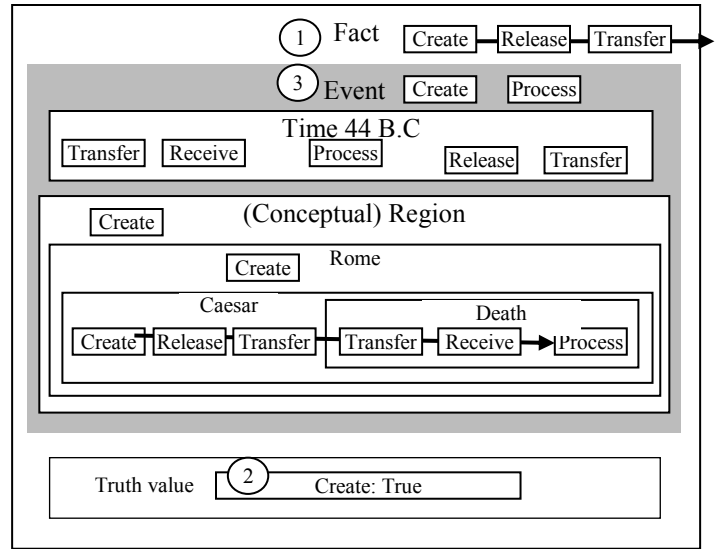 1 Fact Create Release Transfer
3 Event Create Process
Time 44 B.C
Transfer Receive Process Release Transfer
(Conceptual) Region
Create
Rome
Create
Caesar Death
Create Release Transfer Transfer Receive Process
Truth value 2 Create: True